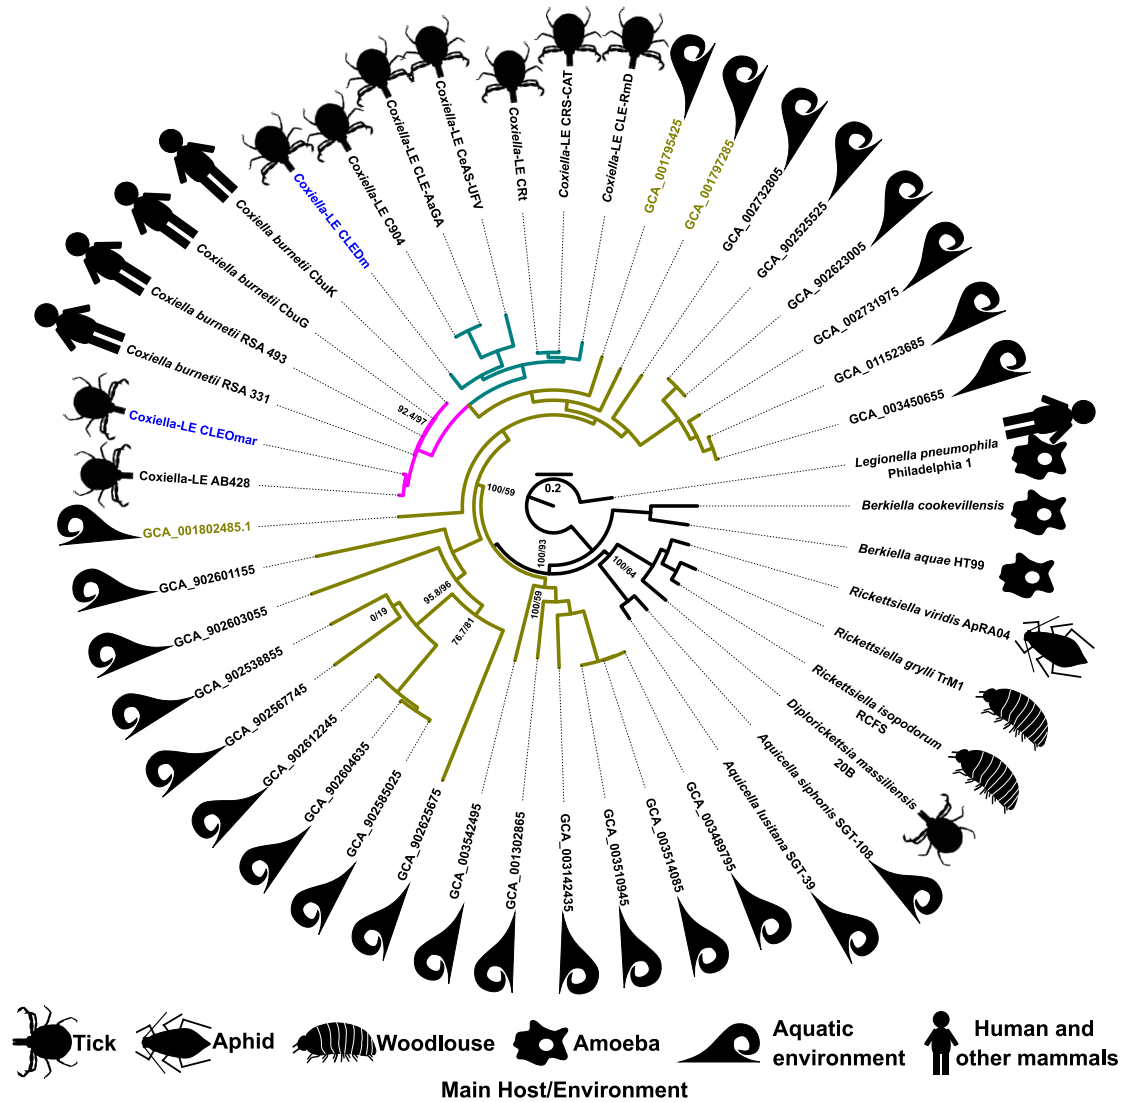 Coxiella-LE CRS-CAT
Coxiella-LE CLE-RmD
GCA_001795425
GCA_001797285
GCA_002732805
GCA_902525525
GCA_902623005
GCA_002731975
GCA_011523685
GCA_003450655
Legionella pneumophila
Philadelphia 1
Berkiella cookevillensis
Berkiella aquae HT99
Rickettsiella viridis ApRA04
Rickettsiella grylli TrM1
Rickettsiella isopodorum
RCFS
Diplorickettsia massiliensis
20B
Aquicella siphonis SGT-108
Aquicella lusitana SGT-39
GCA_003489795
GCA_003514085
GCA_003510945
GCA_003142435
GCA_001302865
GCA_003542495
GCA_902625675
GCA_902585025
GCA_902604635
GCA_902612245
GCA_902567745
GCA_902538855
GCA_902603055
GCA_902601155
GCA_001802485.1
Coxiella-LE AB428
Coxiella-LE CLEOmar
Coxiella burnetii RSA 331
Coxiella burnetii RSA 493
Coxiella burnetii CbuG
Coxiella burnetii CbuK
Coxiella-LE CLEDm
Coxiella-LE C904
Coxiella-LE CLE-AaGA
Coxiella-LE CeAS-UFV
Coxiella-LE CRt
92.4/97
0.2
100/59
100/93
100/64
100/59
95.8/96
0/19
76.7/81
Tick
Aphid
Woodlouse
Amoeba
Aquatic
environment
Human and
other mammals
Main Host/Environment